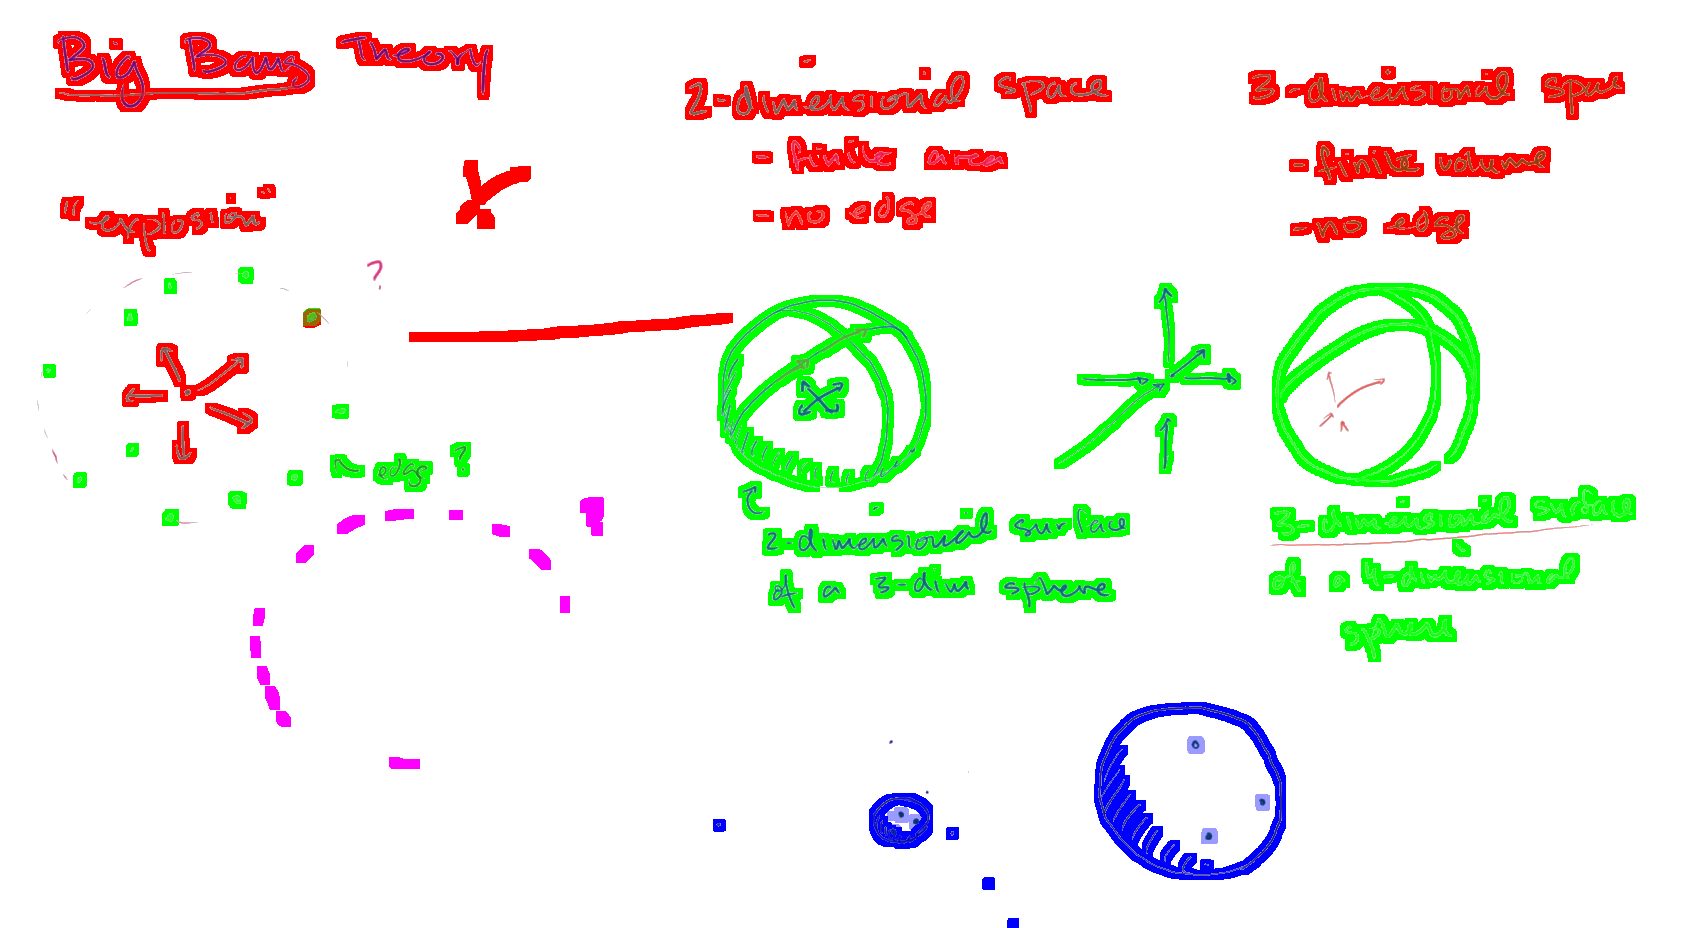 Big Bang Theory
"explosion"
?
edge?
2-dimensional space
- finite area
- no edge
2-dimensional surface
of a 3-dim sphere
3-dimensional space
- finite volume
- no edge
3-dimensional surface
of a 4-dimensional
sphere